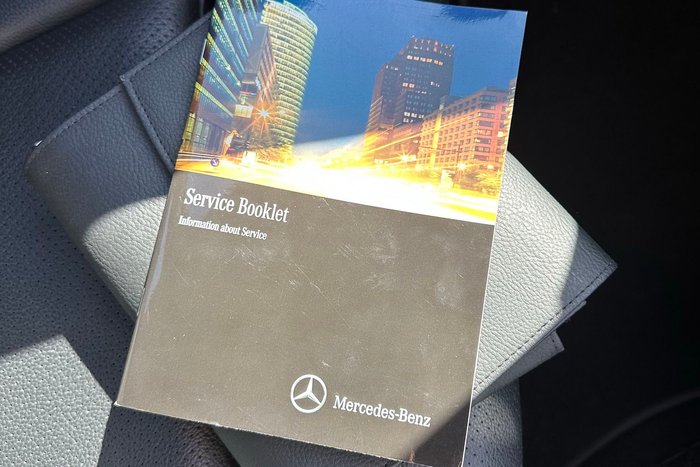 Service Booklet
Information about Service
Mercedes-Benz